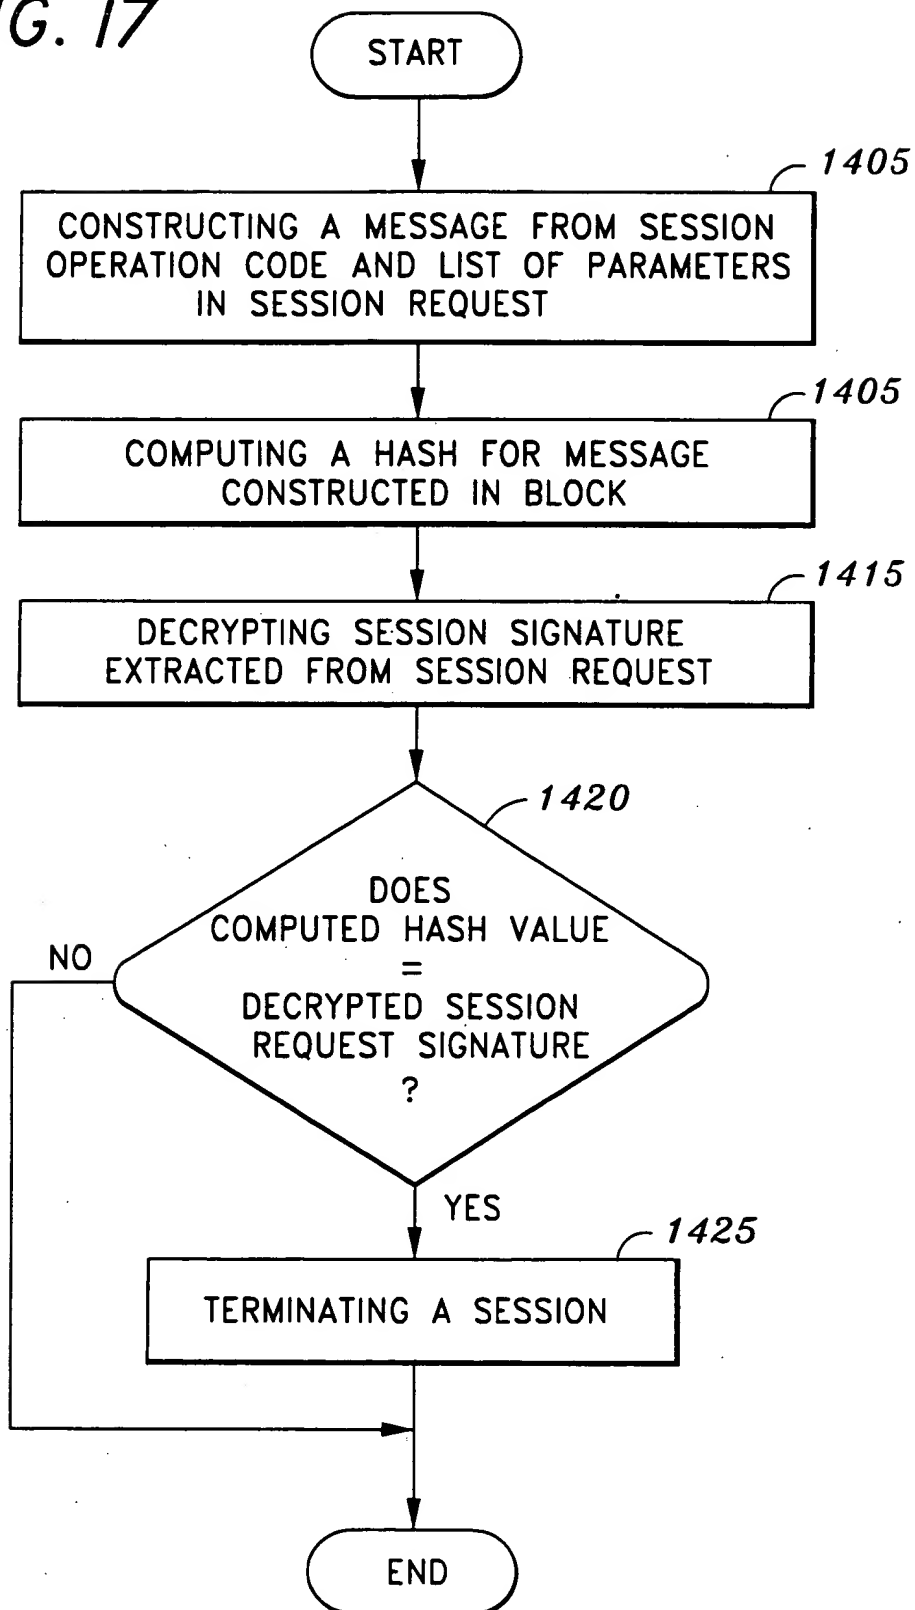 FIG. 17
START
1405
CONSTRUCTING A MESSAGE FROM SESSION
OPERATION CODE AND LIST OF PARAMETERS
IN SESSION REQUEST
1405
COMPUTING A HASH FOR MESSAGE
CONSTRUCTED IN BLOCK
1415
DECRYPTING SESSION SIGNATURE
EXTRACTED FROM SESSION REQUEST
1420
DOES
COMPUTED HASH VALUE
=
DECRYPTED SESSION
REQUEST SIGNATURE
?
NO
YES
1425
TERMINATING A SESSION
END